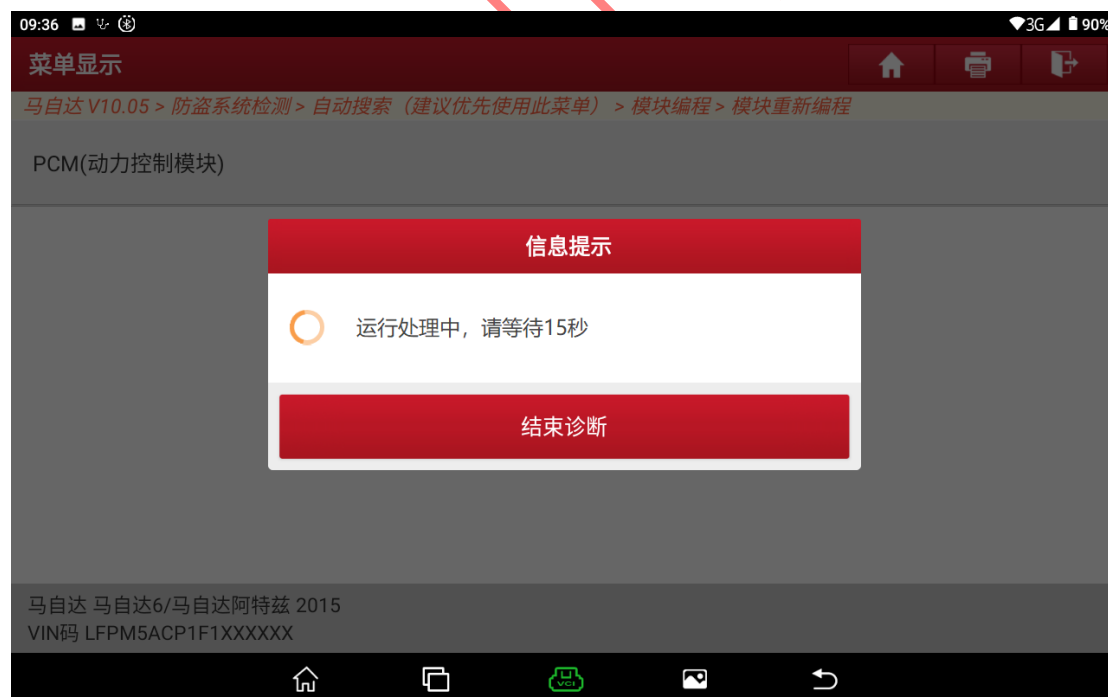 09:36
3G 90%
菜单显示
马自达 V10.05 > 防盗系统检测 > 自动搜索（建议优先使用此菜单） > 模块编程 > 模块重新编程
PCM(动力控制模块)
信息提示
运行处理中，请等待15秒
结束诊断
马自达 马自达6/马自达阿特兹 2015
VIN码 LFPM5ACP1F1XXXXXX
VCI